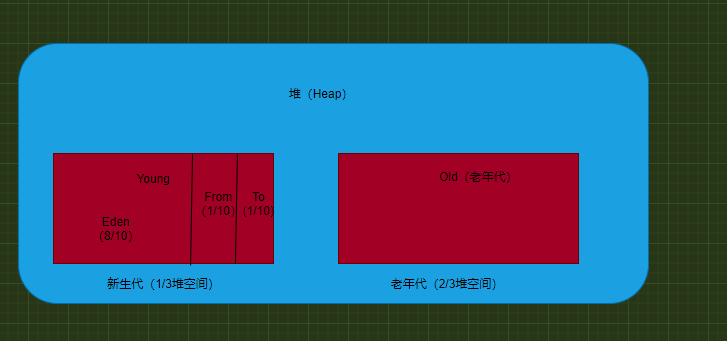 堆（Heap）
Young
Eden
（8/10）
From
（1/10）
To
（1/10）
Old（老年代）
新生代（1/3堆空间）
老年代（2/3堆空间）